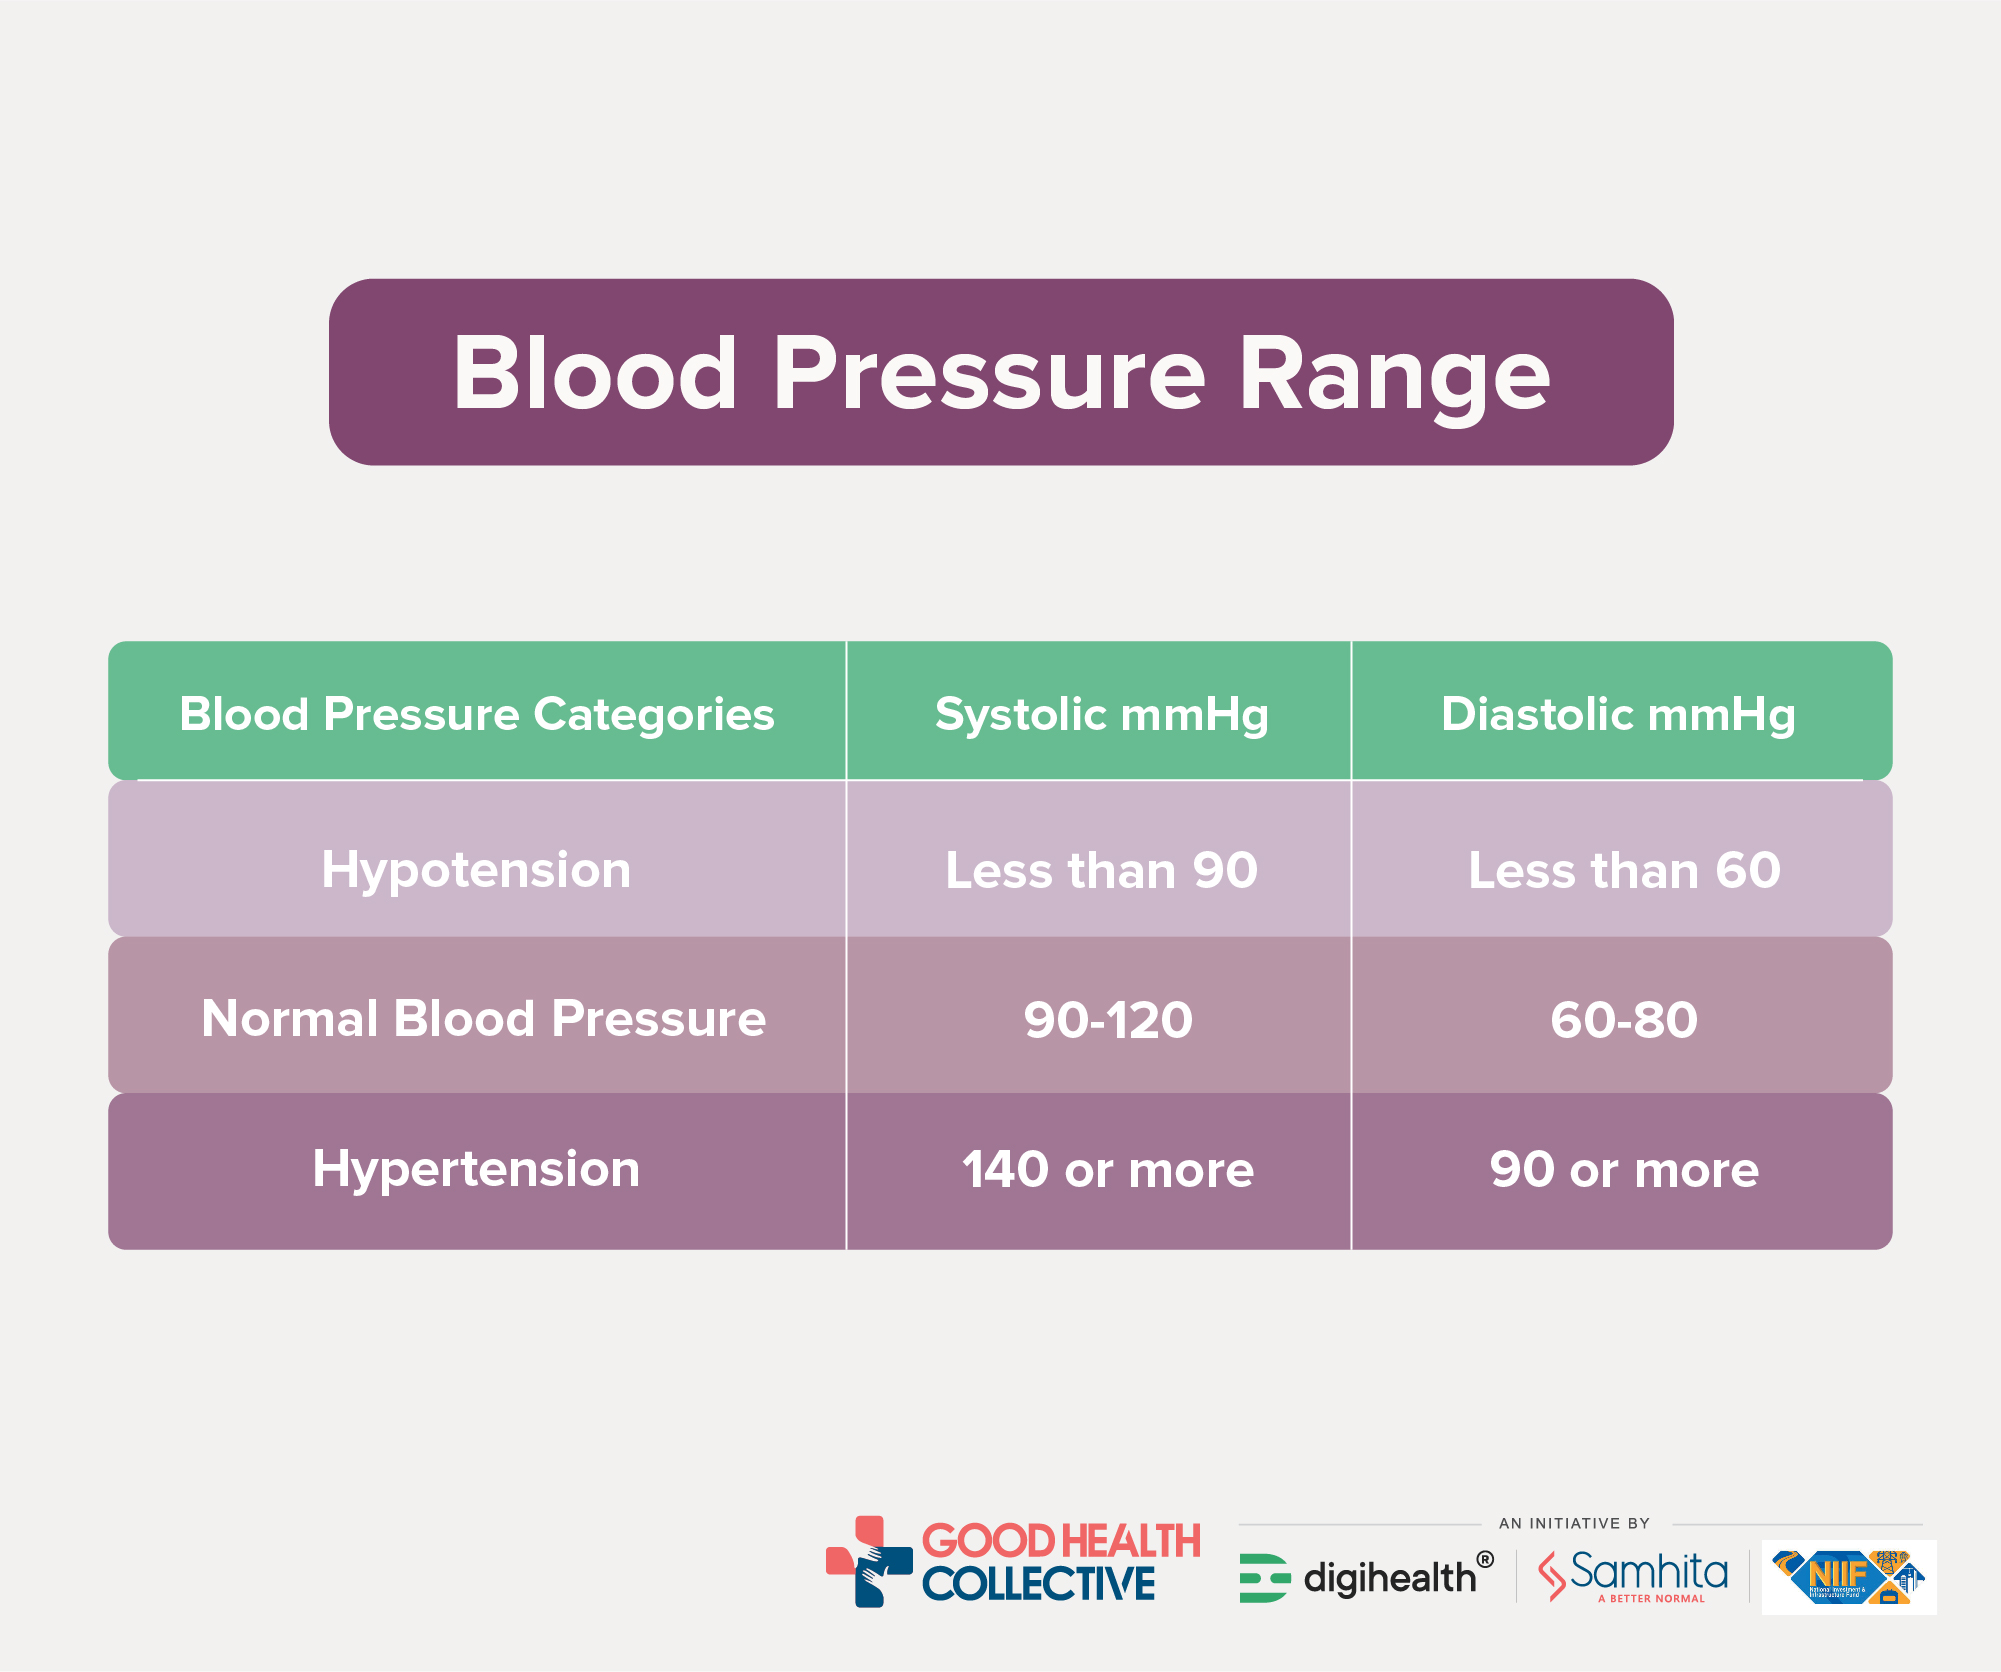 Blood Pressure Range
Blood Pressure Categories Systolic mmHg Diastolic mmHg
Hypotension Less than 90 Less than 60
Normal Blood Pressure 90-120 60-80
Hypertension 140 or more 90 or more
GOOD HEALTH
COLLECTIVE
AN INITIATIVE BY
digihealth®
Samhita
A BETTER NORMAL
NIIF
National Investment &
Infrastructure Fund